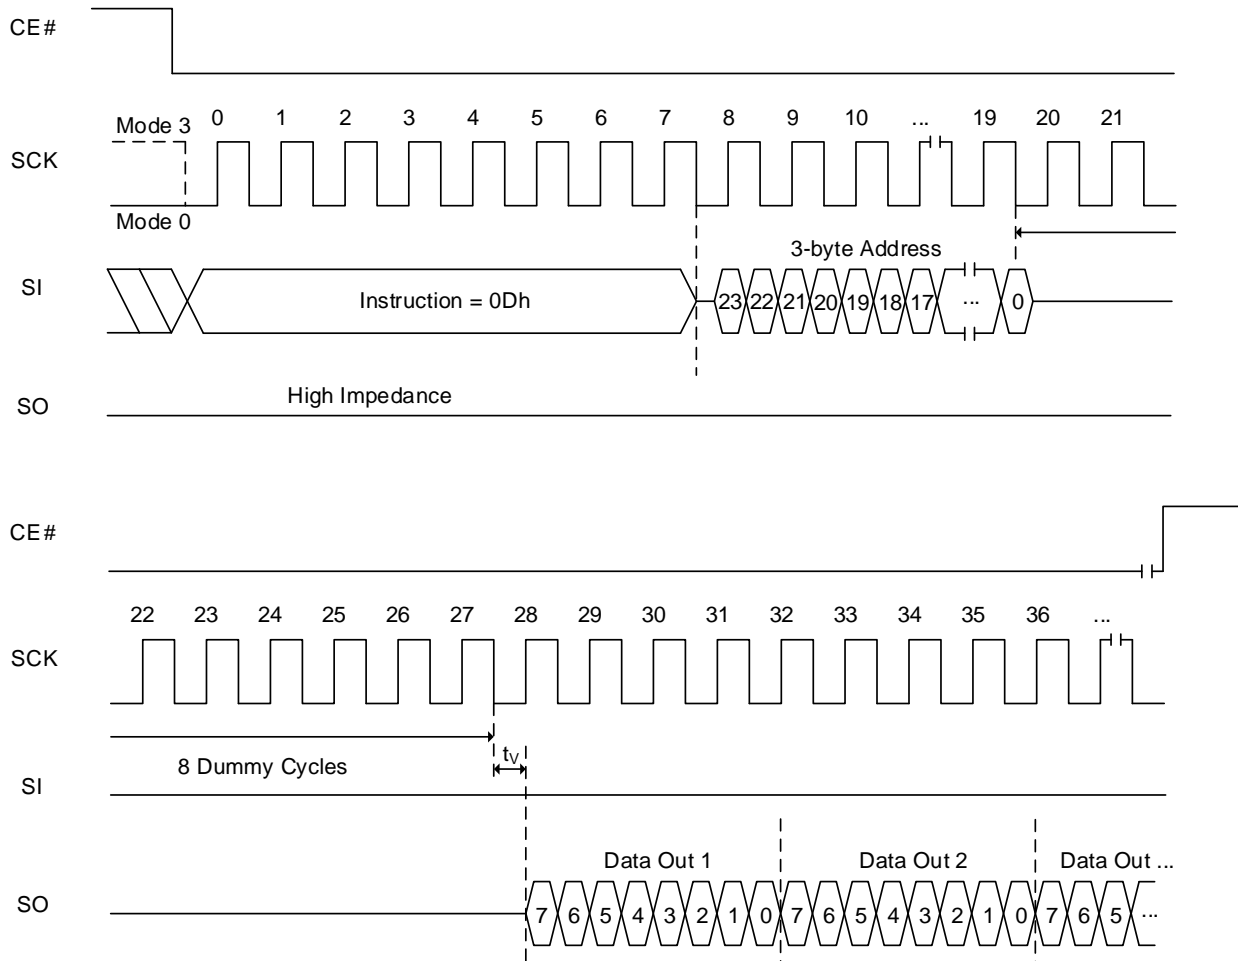 CE#
Mode 3
0 1 2 3 4 5 6 7 8 9 10 ... 19 20 21
SCK
Mode 0
3-byte Address
SI
Instruction = 0Dh
23 22 21 20 19 18 17 ... 0
High Impedance
SO
CE#
22 23 24 25 26 27 28 29 30 31 32 33 34 35 36 ...
SCK
8 Dummy Cycles
tV
SI
Data Out 1 Data Out 2 Data Out ...
SO
7 6 5 4 3 2 1 0 7 6 5 4 3 2 1 0 7 6 5 ...